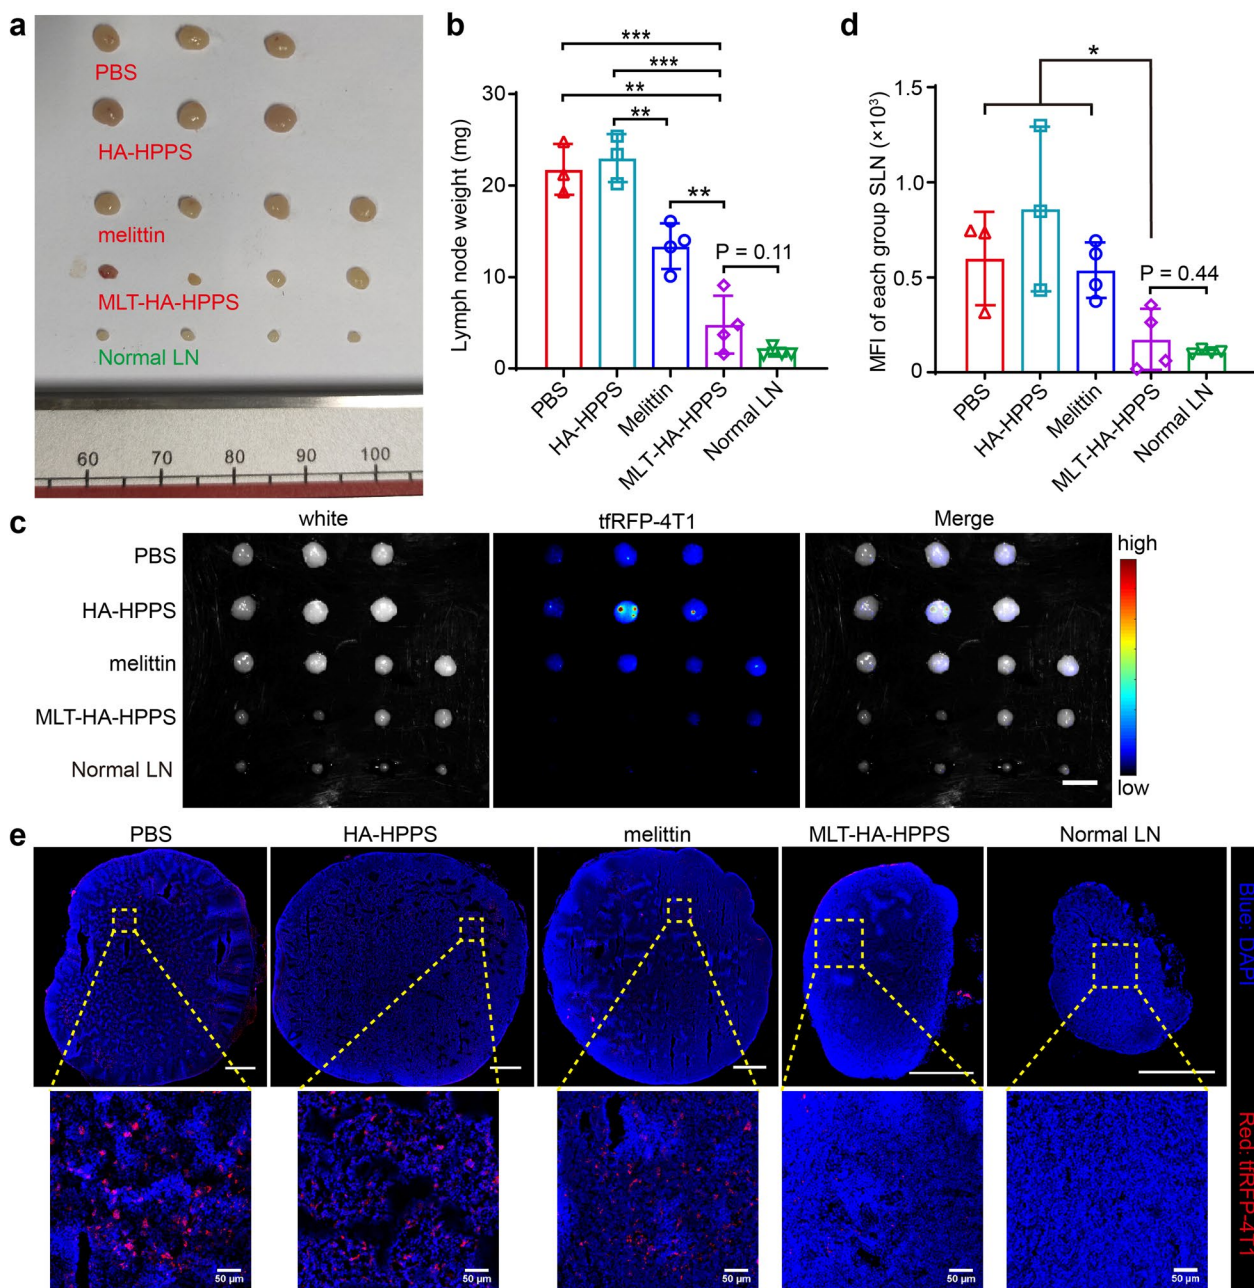 a
PBS
HA-HPPS
melittin
MLT-HA-HPPS
Normal LN
60 70 80 90 100
b
***
***
**
**
**
P = 0.11
30
20
10
0
Lymph node weight (mg)
PBS
HA-HPPS
Melittin
MLT-HA-HPPS
Normal LN
d
*
P = 0.44
1.5
1.0
0.5
0.0
MFI of each group SLN (×10³)
PBS
HA-HPPS
Melittin
MLT-HA-HPPS
Normal LN
c
white tfRFP-4T1 Merge
PBS
HA-HPPS
melittin
MLT-HA-HPPS
Normal LN
high
low
e
PBS HA-HPPS melittin MLT-HA-HPPS Normal LN
Blue: DAPI
Red: tfRFP-4T1
50 µm 50 µm 50 µm 50 µm 50 µm